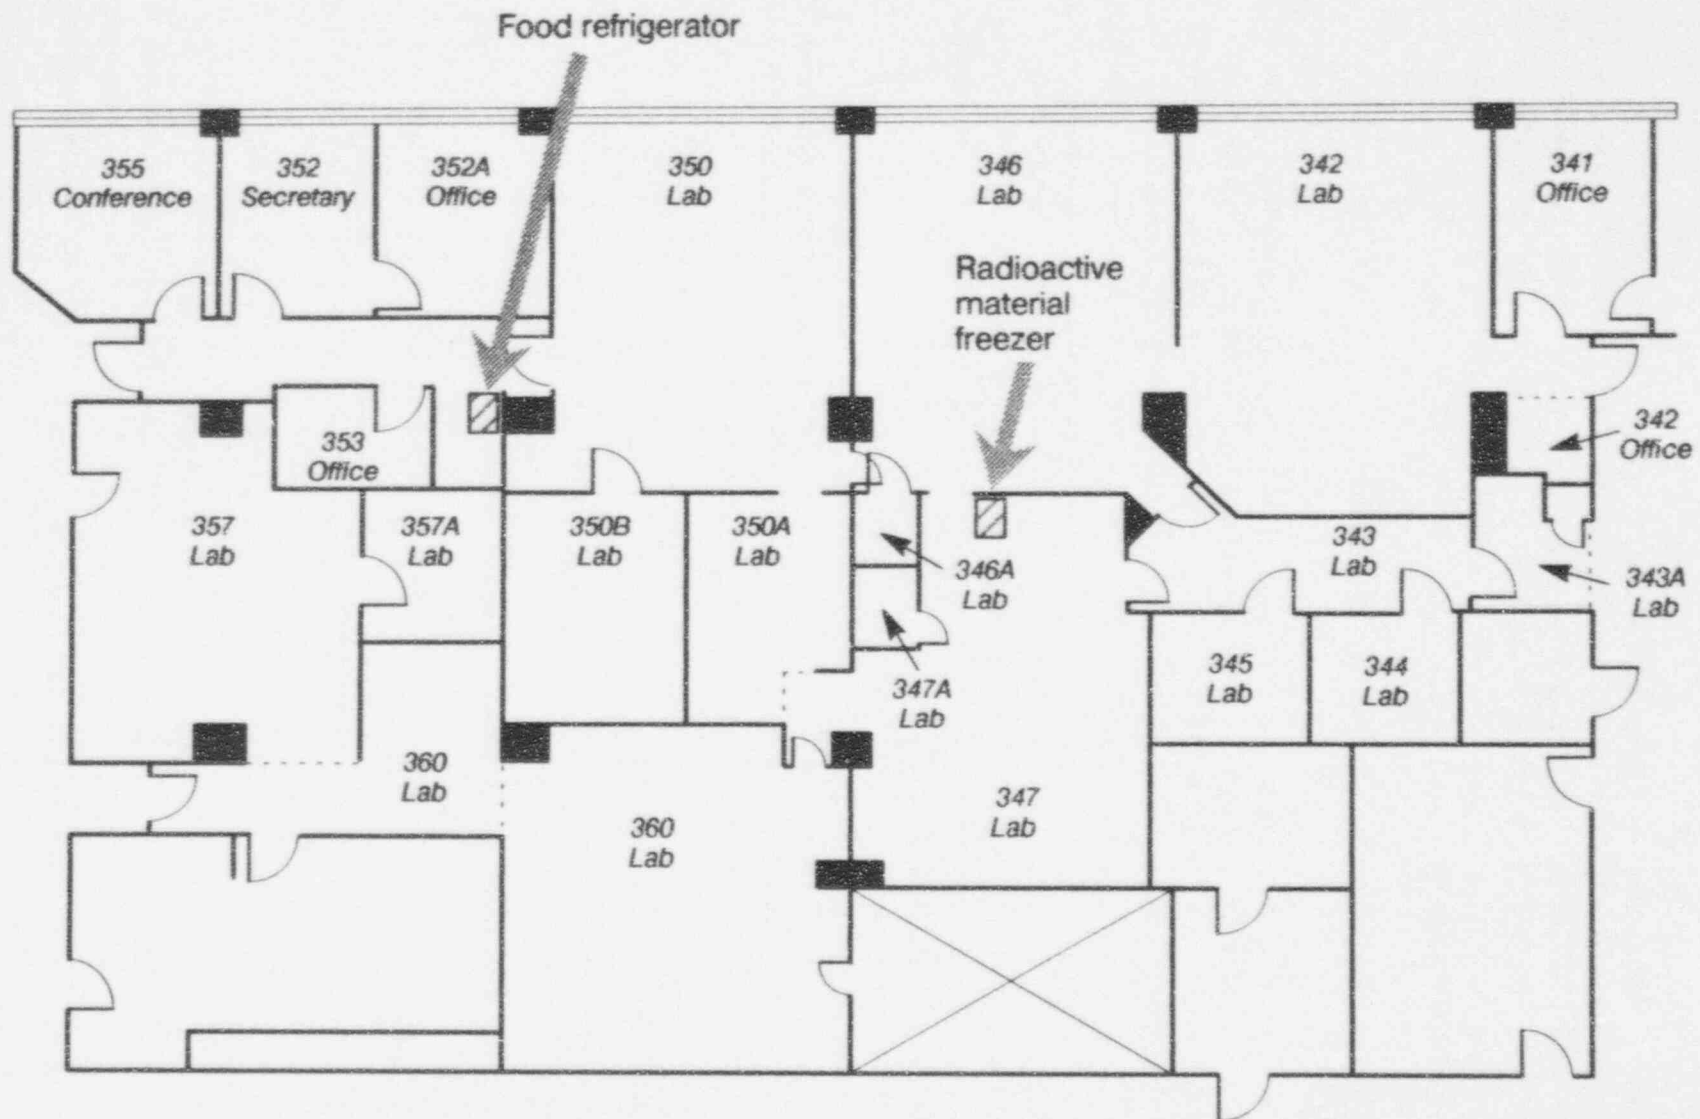 Food refrigerator
355
Conference
352
Secretary
352A
Office
350
Lab
346
Lab
342
Lab
341
Office
Radioactive
material
freezer
353
Office
342
Office
357
Lab
357A
Lab
350B
Lab
350A
Lab
346A
Lab
343
Lab
343A
Lab
347A
Lab
345
Lab
344
Lab
360
Lab
360
Lab
347
Lab